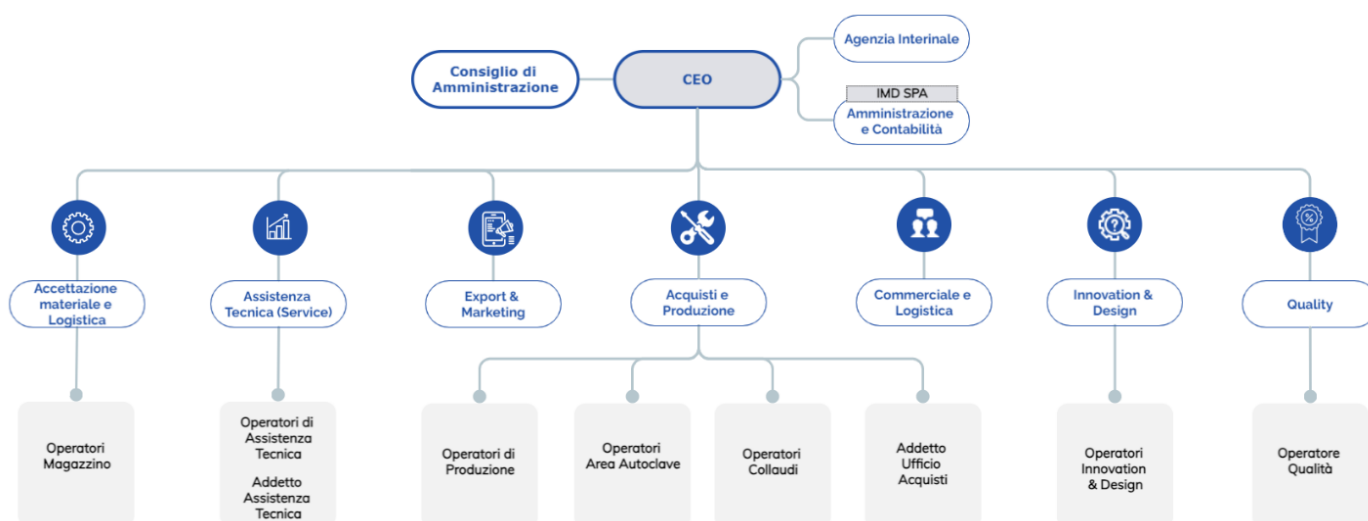 Agenzia Interinale
Consiglio di
Amministrazione
CEO
IMD SPA
Amministrazione
e Contabilità
%
?
Accettazione
materiale e
Logistica
Assistenza
Tecnica (Service)
Export &
Marketing
Acquisti e
Produzione
Commerciale e
Logistica
Innovation &
Design
Quality
Operatori
Magazzino
Operatori di
Assistenza
Tecnica
Addetto
Assistenza
Tecnica
Operatori di
Produzione
Operatori
Area Autoclave
Operatori
Collaudi
Addetto
Ufficio
Acquisti
Operatori
Innovation
& Design
Operatore
Qualità